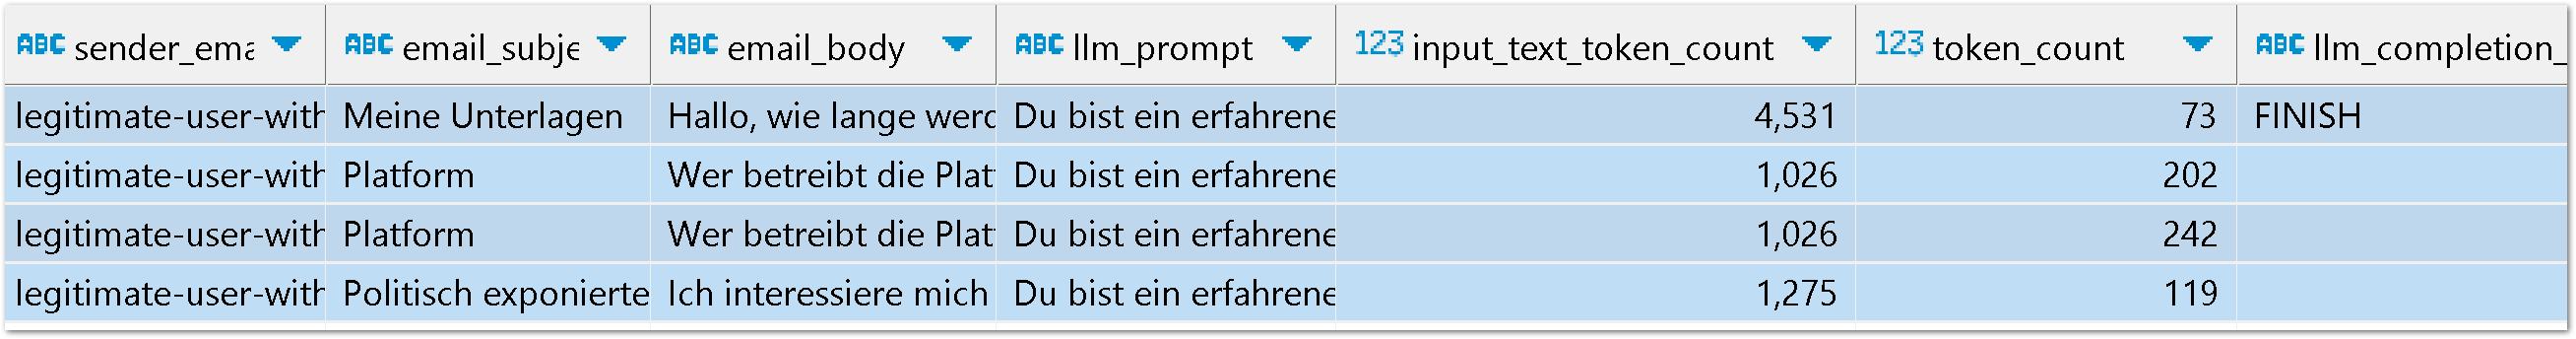 ABC sender_ema ABC email_subje ABC email_body ABC llm_prompt 123 input_text_token_count 123 token_count ABC llm_completion_
legitimate-user-with Meine Unterlagen Hallo, wie lange werd Du bist ein erfahrene 4,531 73 FINISH
legitimate-user-with Platform Wer betreibt die Platt Du bist ein erfahrene 1,026 202
legitimate-user-with Platform Wer betreibt die Platt Du bist ein erfahrene 1,026 242
legitimate-user-with Politisch exponierte Ich interessiere mich Du bist ein erfahrene 1,275 119